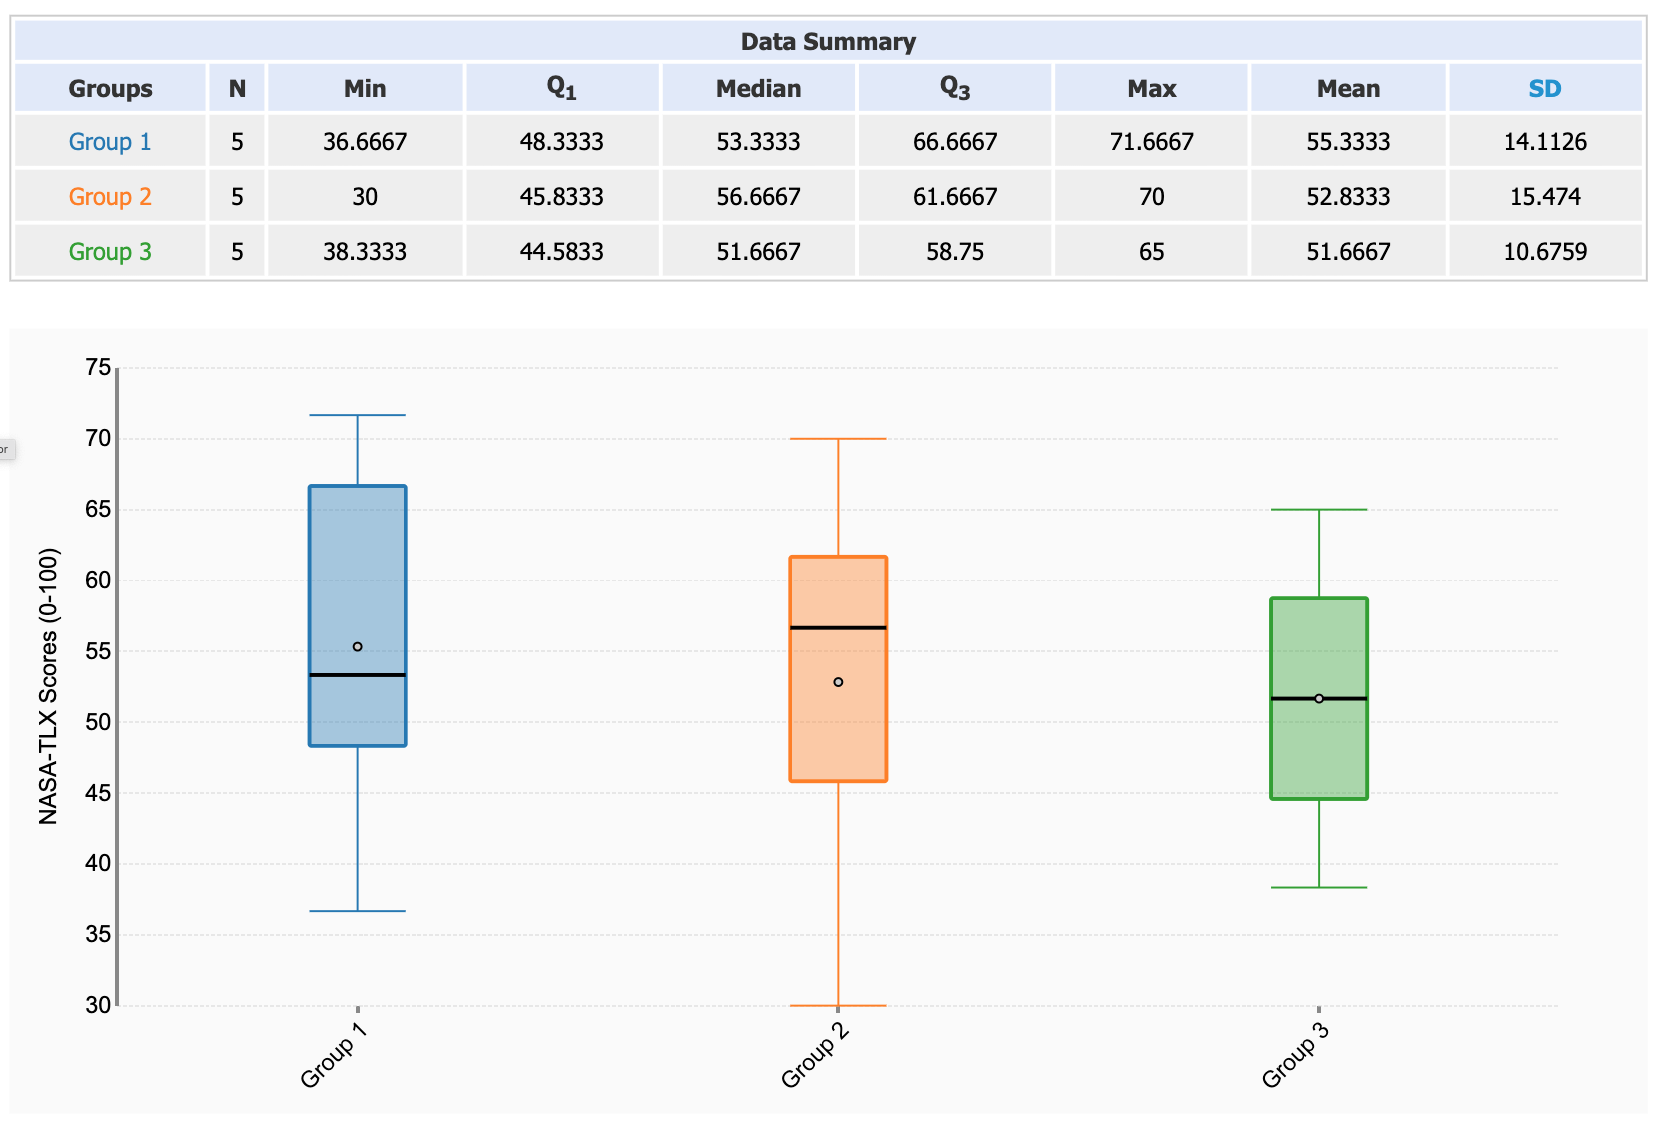 Data Summary
Groups N Min Q1 Median Q3 Max Mean SD
Group 1 5 36.6667 48.3333 53.3333 66.6667 71.6667 55.3333 14.1126
Group 2 5 30 45.8333 56.6667 61.6667 70 52.8333 15.474
Group 3 5 38.3333 44.5833 51.6667 58.75 65 51.6667 10.6759
NASA-TLX Scores (0-100)
75
70
or
65
60
55
50
45
40
35
30
Group 1
Group 2
Group 3